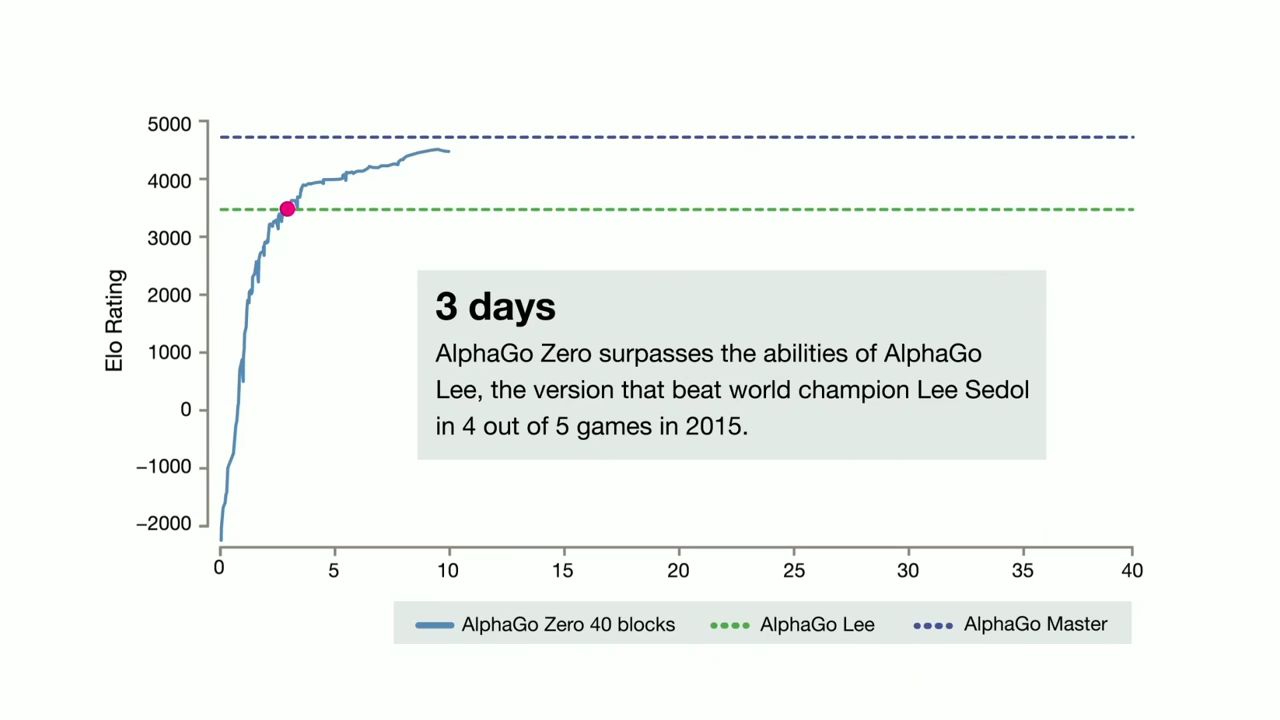 5000
4000
3000
2000
1000
0
−1000
−2000
Elo Rating
3 days
AlphaGo Zero surpasses the abilities of AlphaGo
Lee, the version that beat world champion Lee Sedol
in 4 out of 5 games in 2015.
0 5 10 15 20 25 30 35 40
AlphaGo Zero 40 blocks AlphaGo Lee AlphaGo Master